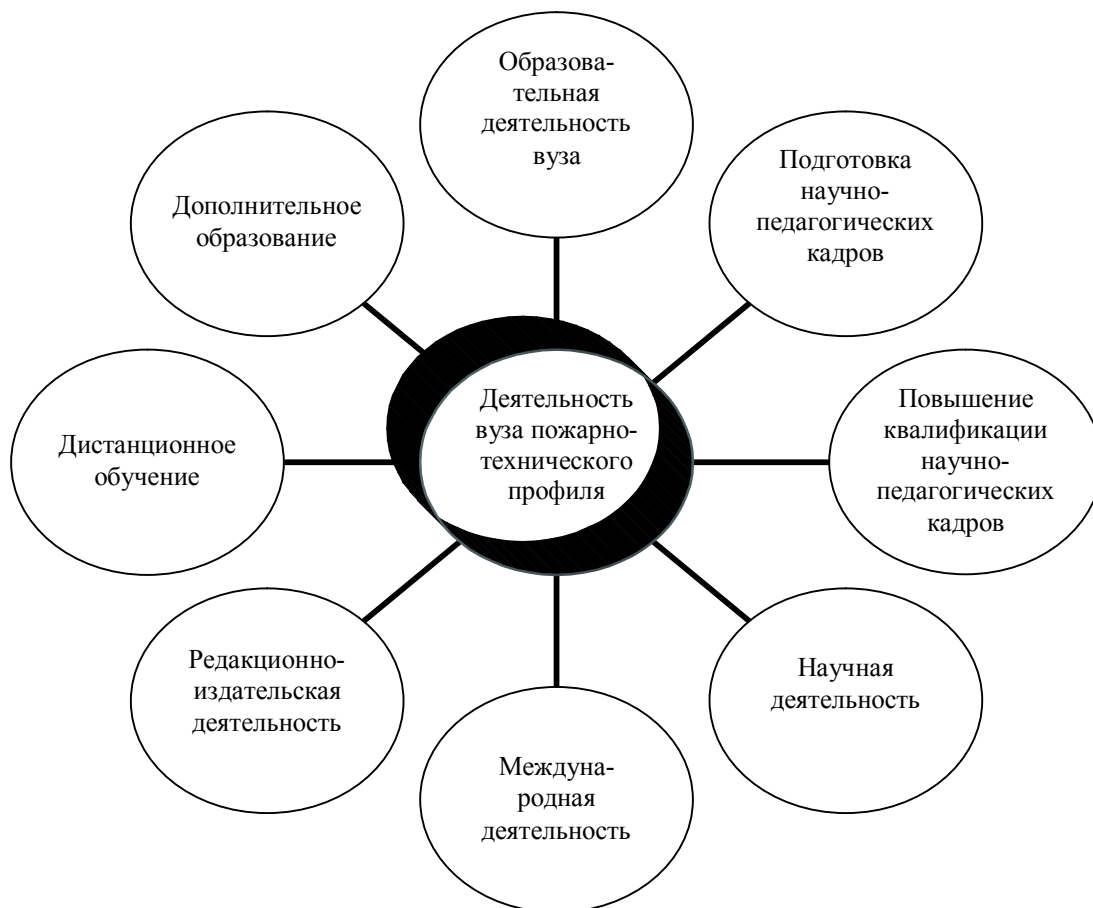 Образова-
тельная
деятельность
вуза
Подготовка
научно-
педагогических
кадров
Дополнительное
образование
Деятельность
вуза пожарно-
технического
профиля
Повышение
квалификации
научно-
педагогических
кадров
Дистанционное
обучение
Редакционно-
издательская
деятельность
Научная
деятельность
Междуна-
родная
деятельность